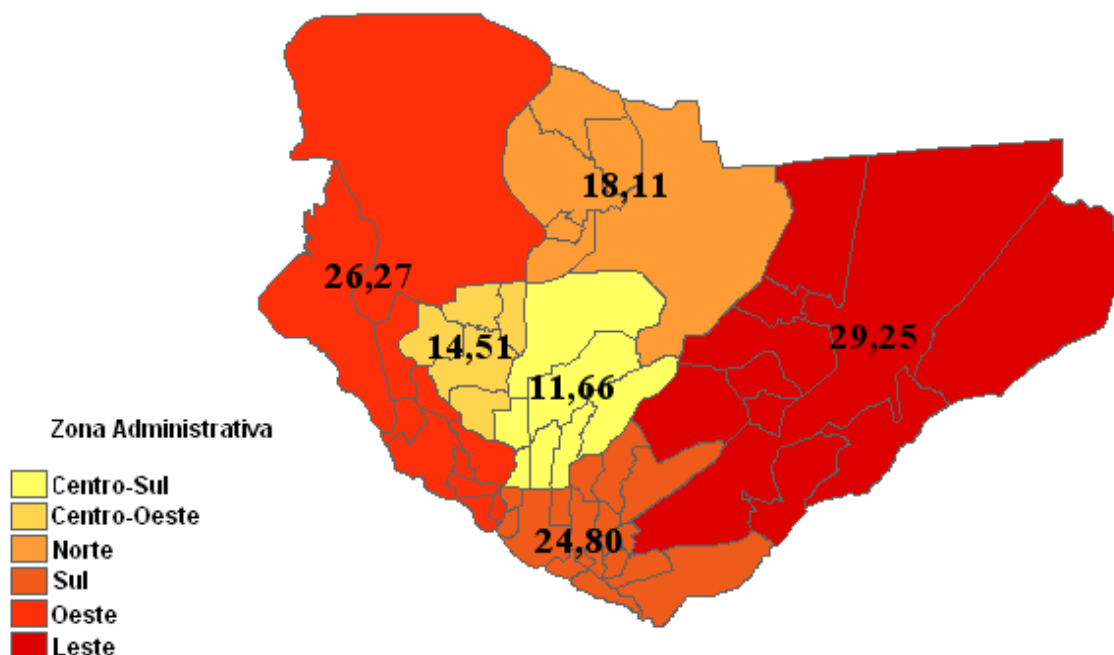 18,11
26,27
14,51
29,25
11,66
24,80
Zona Administrativa
Centro-Sul
Centro-Oeste
Norte
Sul
Oeste
Leste